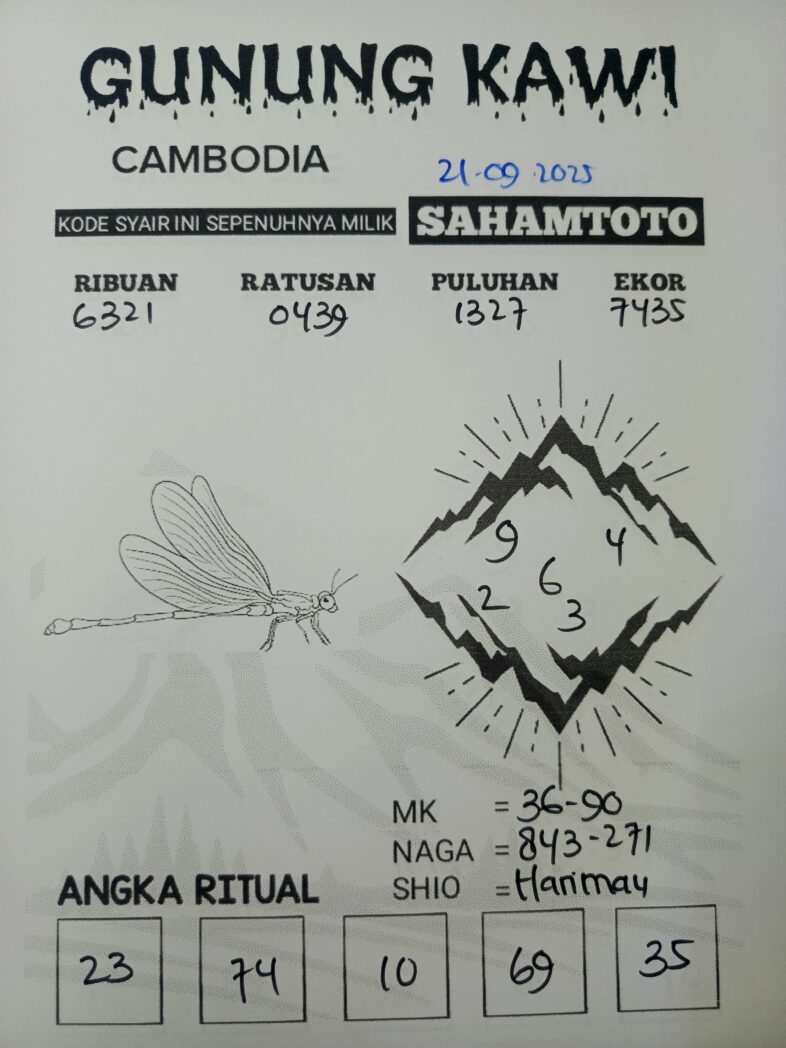 GUNUNG KAWI
CAMBODIA
21-09-2025
KODE SYAIR INI SEPENUHNYA MILIK SAHAMTOTO
RIBUAN RATUSAN PULUHAN EKOR
6321 0439 1327 7435
9 4
6
2 3
MK = 36-90
NAGA = 843-271
SHIO = Harimau
ANGKA RITUAL
23 74 10 69 35